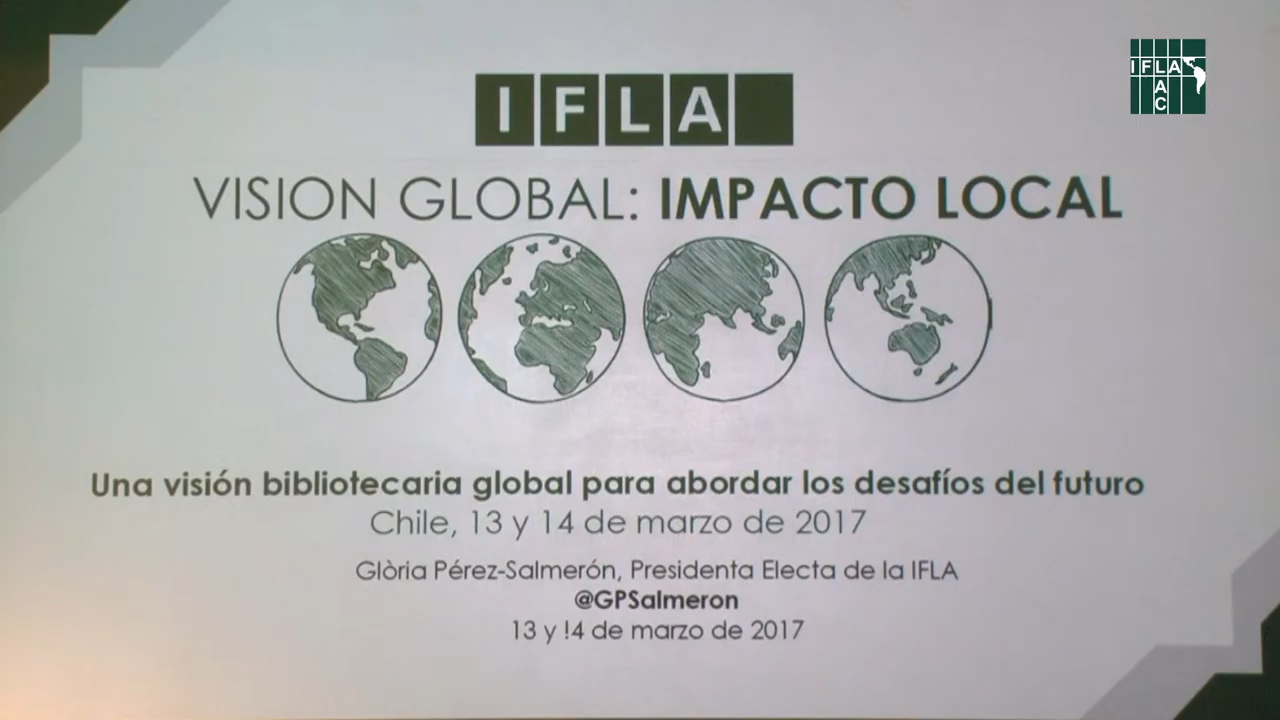 IFLA
IFLA
LAC
VISION GLOBAL: IMPACTO LOCAL
Una visión bibliotecaria global para abordar los desafíos del futuro
Chile, 13 y 14 de marzo de 2017
Glòria Pérez-Salmerón, Presidenta Electa de la IFLA
@GPSalmeron
13 y !4 de marzo de 2017